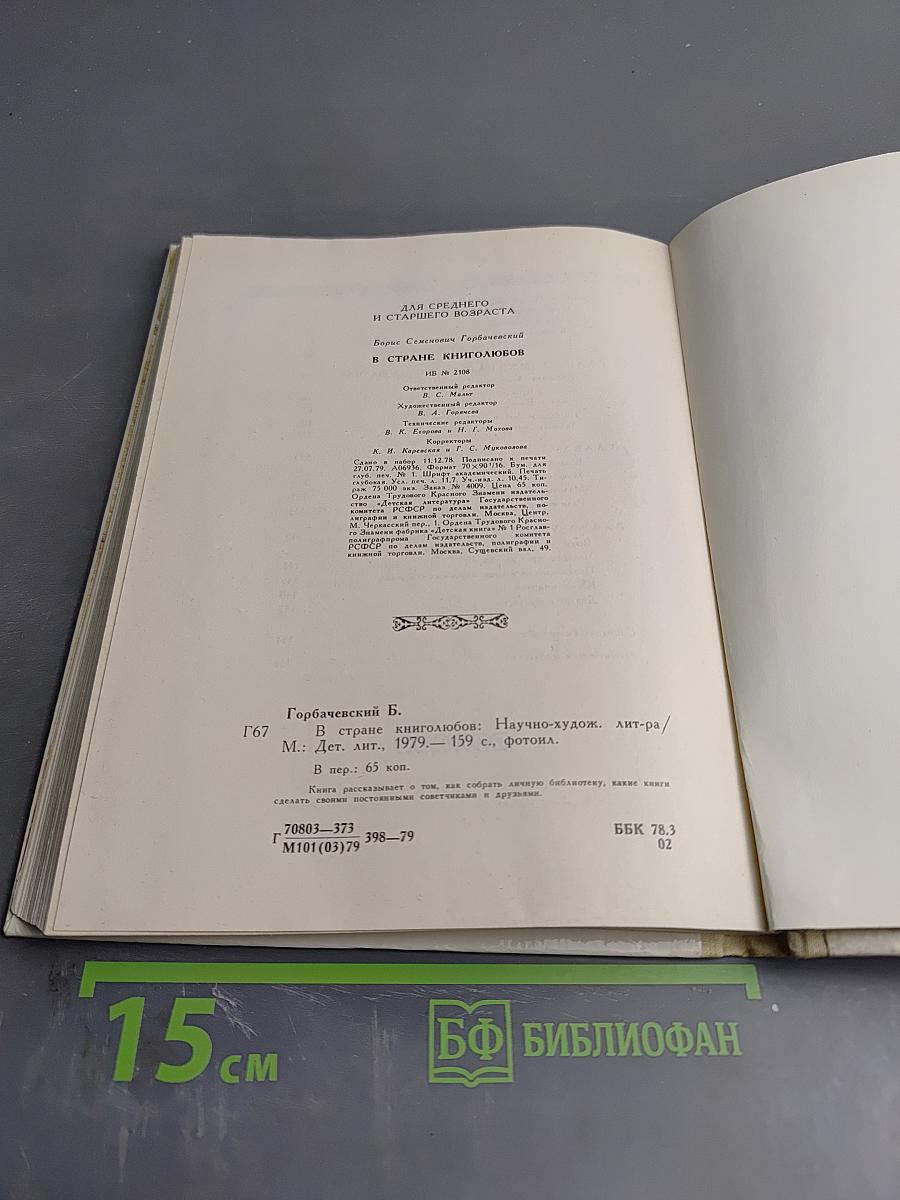 ДЛЯ СРЕДНЕГО
И СТАРШЕГО ВОЗРАСТА
Борис Семенович Горбачевский
В СТРАНЕ КНИГОЛЮБОВ
ИБ № 2108
Ответственный редактор
В. С. Мальт
Художественный редактор
В. А. Горячева
Технические редакторы
В. К. Егорова и Н. Г. Мохова
Корректоры
К. И. Каревская и Г. С. Муковозова
Сдано в набор 11.12.78. Подписано к печати
27.07.79. А06936. Формат 70×90¹/16. Бум. для
глуб. печ. № 1. Шрифт академический. Печать
глубокая. Усл. печ. л. 11,7. Уч.-изд. л. 10,45. Ти-
раж 75 000 экз. Заказ № 4009. Цена 65 коп.
Ордена Трудового Красного Знамени издатель-
ство «Детская литература» Государственного
комитета РСФСР по делам издательств, по-
лиграфии и книжной торговли. Москва, Центр,
М. Черкасский пер., 1. Ордена Трудового Красно-
го Знамени фабрика «Детская книга» № 1 Росглав-
полиграфпрома Государственного комитета
РСФСР по делам издательств, полиграфии и
книжной торговли. Москва, Сущевский вал, 49.
Горбачевский Б.
Г67 В стране книголюбов: Научно-худож. лит-ра/
М.: Дет. лит., 1979.— 159 с., фотоил.
В пер.: 65 коп.
Книга рассказывает о том, как собрать личную библиотеку, какие книги
сделать своими постоянными советчиками и друзьями.
Г 70803—373 398—79
М101(03)79
ББК 78.3
02
15 см
БФ БИБЛИОФАН